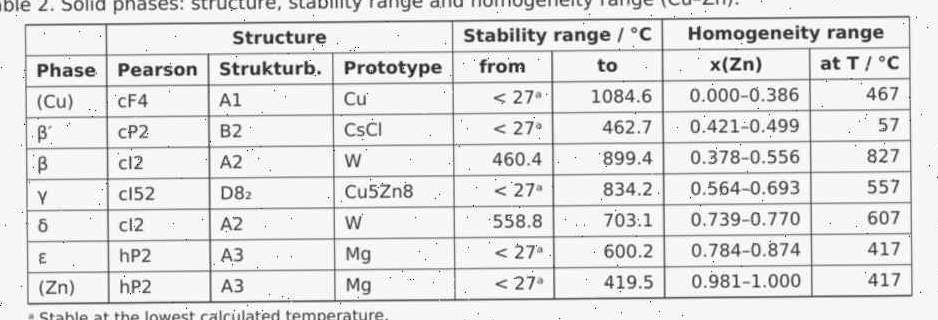 able 2. Solid phases: structure, stability range and homogeneity range (Cu–Zn).
Structure Stability range / °C Homogeneity range
Phase Pearson Strukturb. Prototype from to x(Zn) at T / °C
(Cu) cF4 A1 Cu < 27ᵃ 1084.6 0.000–0.386 467
β′ cP2 B2 CsCl < 27ᵃ 462.7 0.421–0.499 57
β cI2 A2 W 460.4 899.4 0.378–0.556 827
γ cI52 D8₂ Cu5Zn8 < 27ᵃ 834.2 0.564–0.693 557
δ cI2 A2 W 558.8 703.1 0.739–0.770 607
ε hP2 A3 Mg < 27ᵃ 600.2 0.784–0.874 417
(Zn) hP2 A3 Mg < 27ᵃ 419.5 0.981–1.000 417
ᵃ Stable at the lowest calculated temperature.